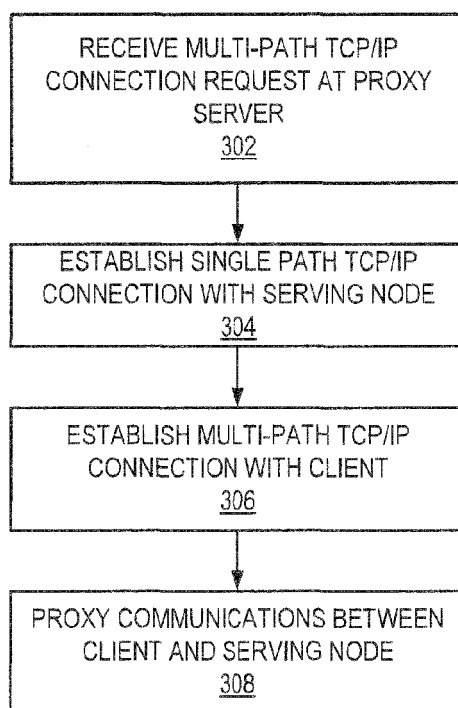 RECEIVE MULTI-PATH TCP/IP
CONNECTION REQUEST AT PROXY
SERVER
302
ESTABLISH SINGLE PATH TCP/IP
CONNECTION WITH SERVING NODE
304
ESTABLISH MULTI-PATH TCP/IP
CONNECTION WITH CLIENT
306
PROXY COMMUNICATIONS BETWEEN
CLIENT AND SERVING NODE
308